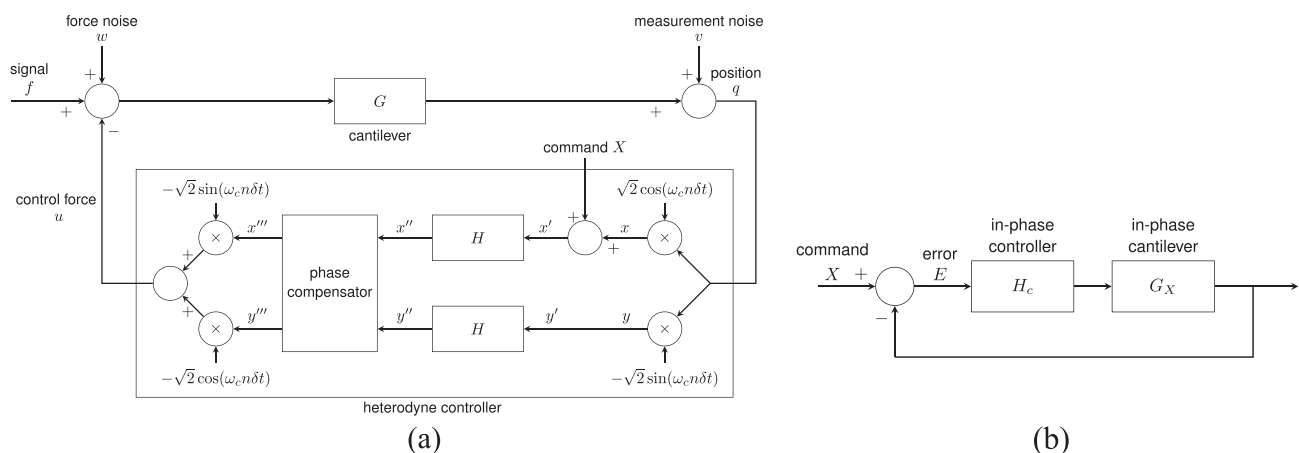 force noise
w
measurement noise
v
signal
f
+
+
−
G
cantilever
+
+
position
q
command X
control force
u
−√2 sin(ω_c nδt)
√2 cos(ω_c nδt)
×
x′′′
x′′
H
x′
+
x
+
×
+
phase
compensator
+
×
y′′′
y′′
H
y′
y
×
−√2 cos(ω_c nδt)
−√2 sin(ω_c nδt)
heterodyne controller
(a)
command
X
+
−
error
E
in-phase
controller
H_c
in-phase
cantilever
G_X
(b)